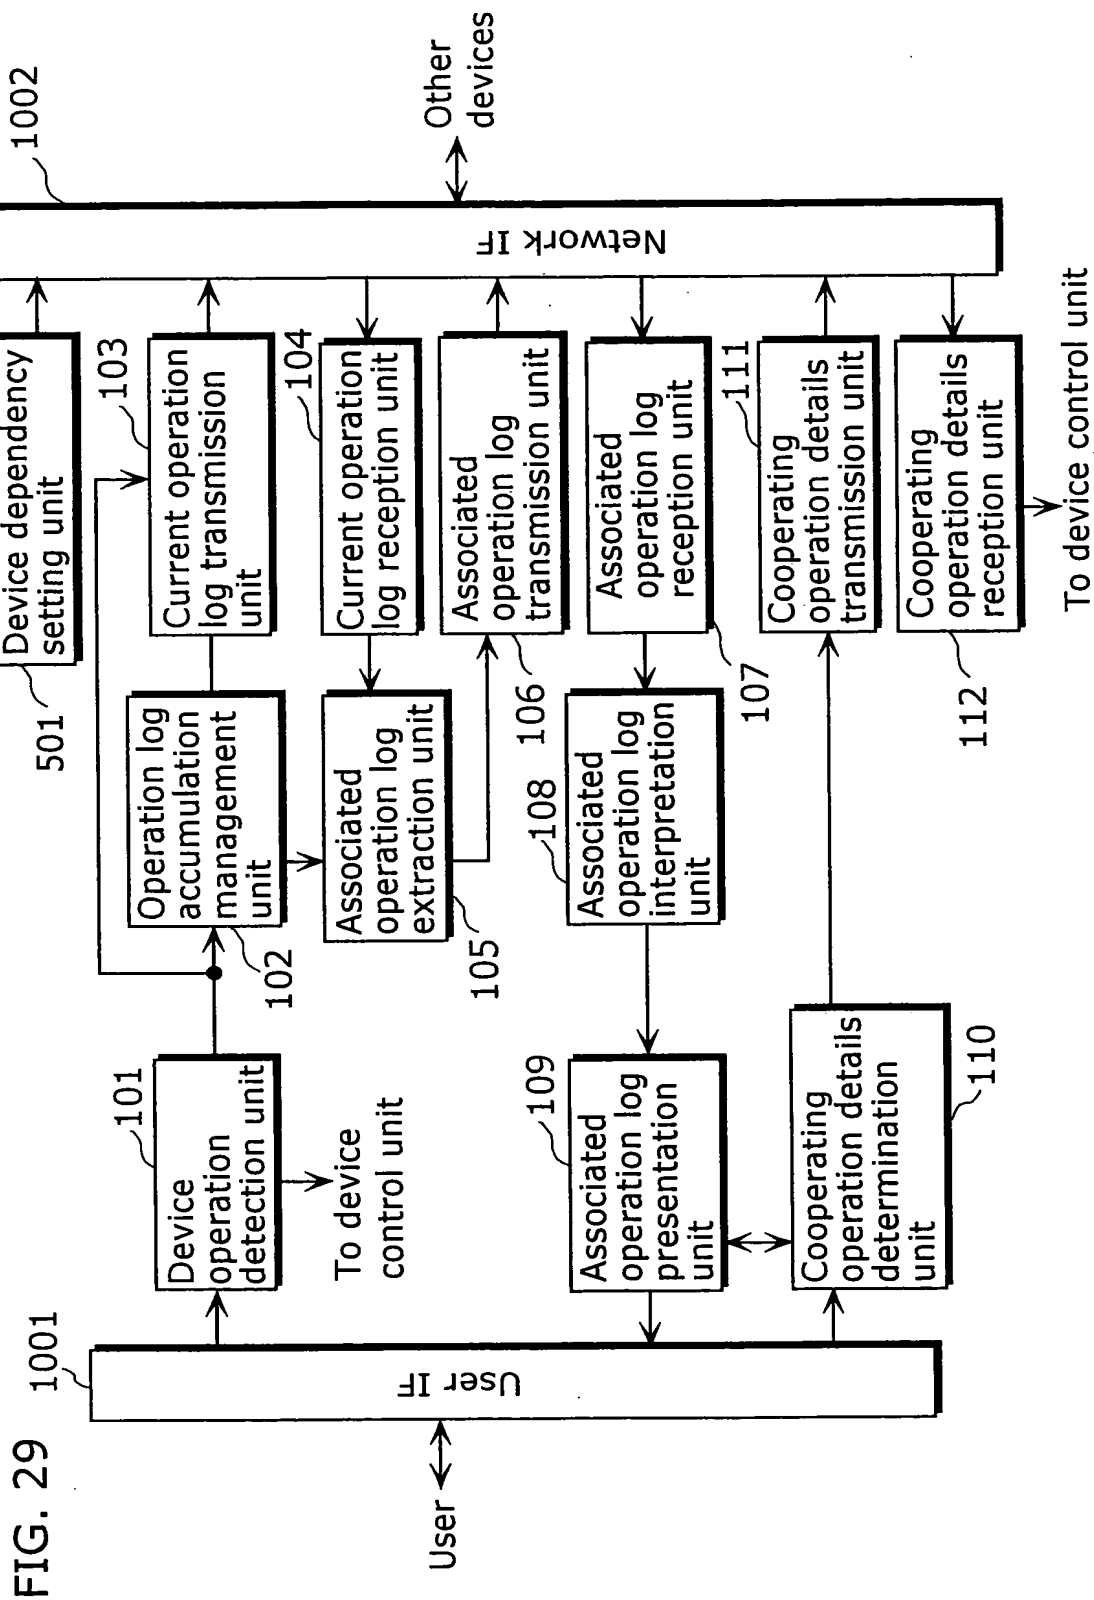 FIG. 29
1001
User IF
User
1002
Network IF
Other
devices
501
Device dependency
setting unit
101
Device
operation
detection unit
To device
control unit
102
Operation log
accumulation
management
unit
103
Current operation
log transmission
unit
104
Current operation
log reception unit
105
Associated
operation log
extraction unit
106
Associated
operation log
transmission unit
107
Associated
operation log
reception unit
108
Associated
operation log
interpretation
unit
109
Associated
operation log
presentation
unit
110
Cooperating
operation details
determination
unit
111
Cooperating
operation details
transmission unit
112
Cooperating
operation details
reception unit
To device control unit